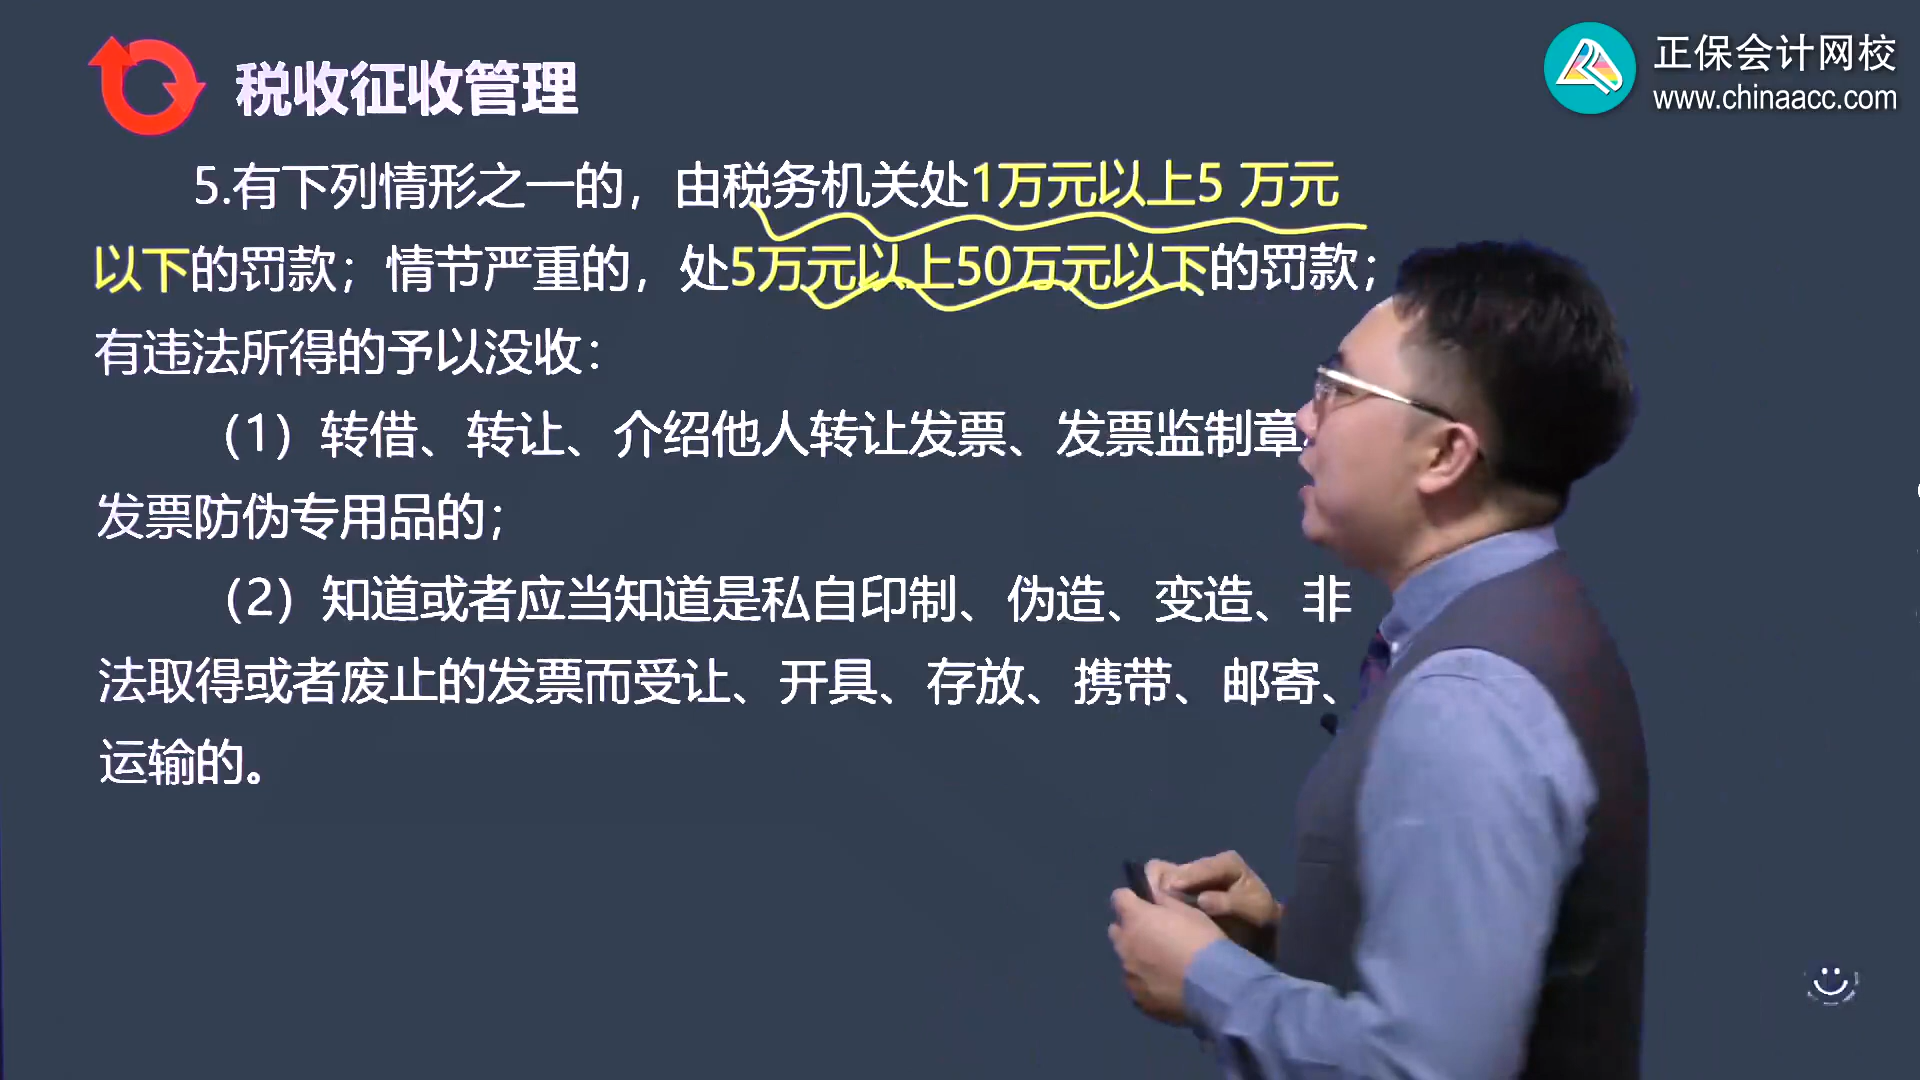 税收征收管理
正保会计网校
www.chinaacc.com
5.有下列情形之一的，由税务机关处1万元以上5 万元
以下的罚款；情节严重的，处5万元以上50万元以下的罚款；
有违法所得的予以没收：
（1）转借、转让、介绍他人转让发票、发票监制章
发票防伪专用品的；
（2）知道或者应当知道是私自印制、伪造、变造、非
法取得或者废止的发票而受让、开具、存放、携带、邮寄、
运输的。